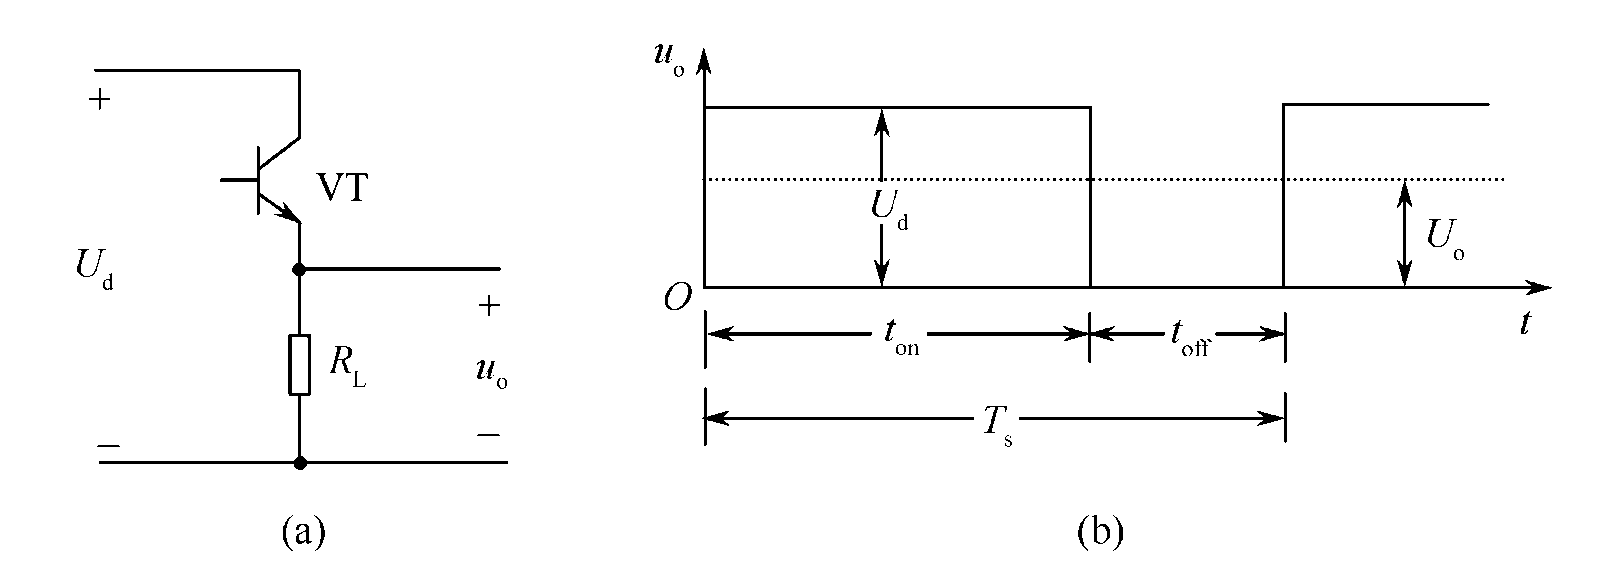 +
VT
U_d
+
R_L
u_o
−
−
(a)
u_o
U_d
U_o
O
t
t_on
t_off
T_s
(b)